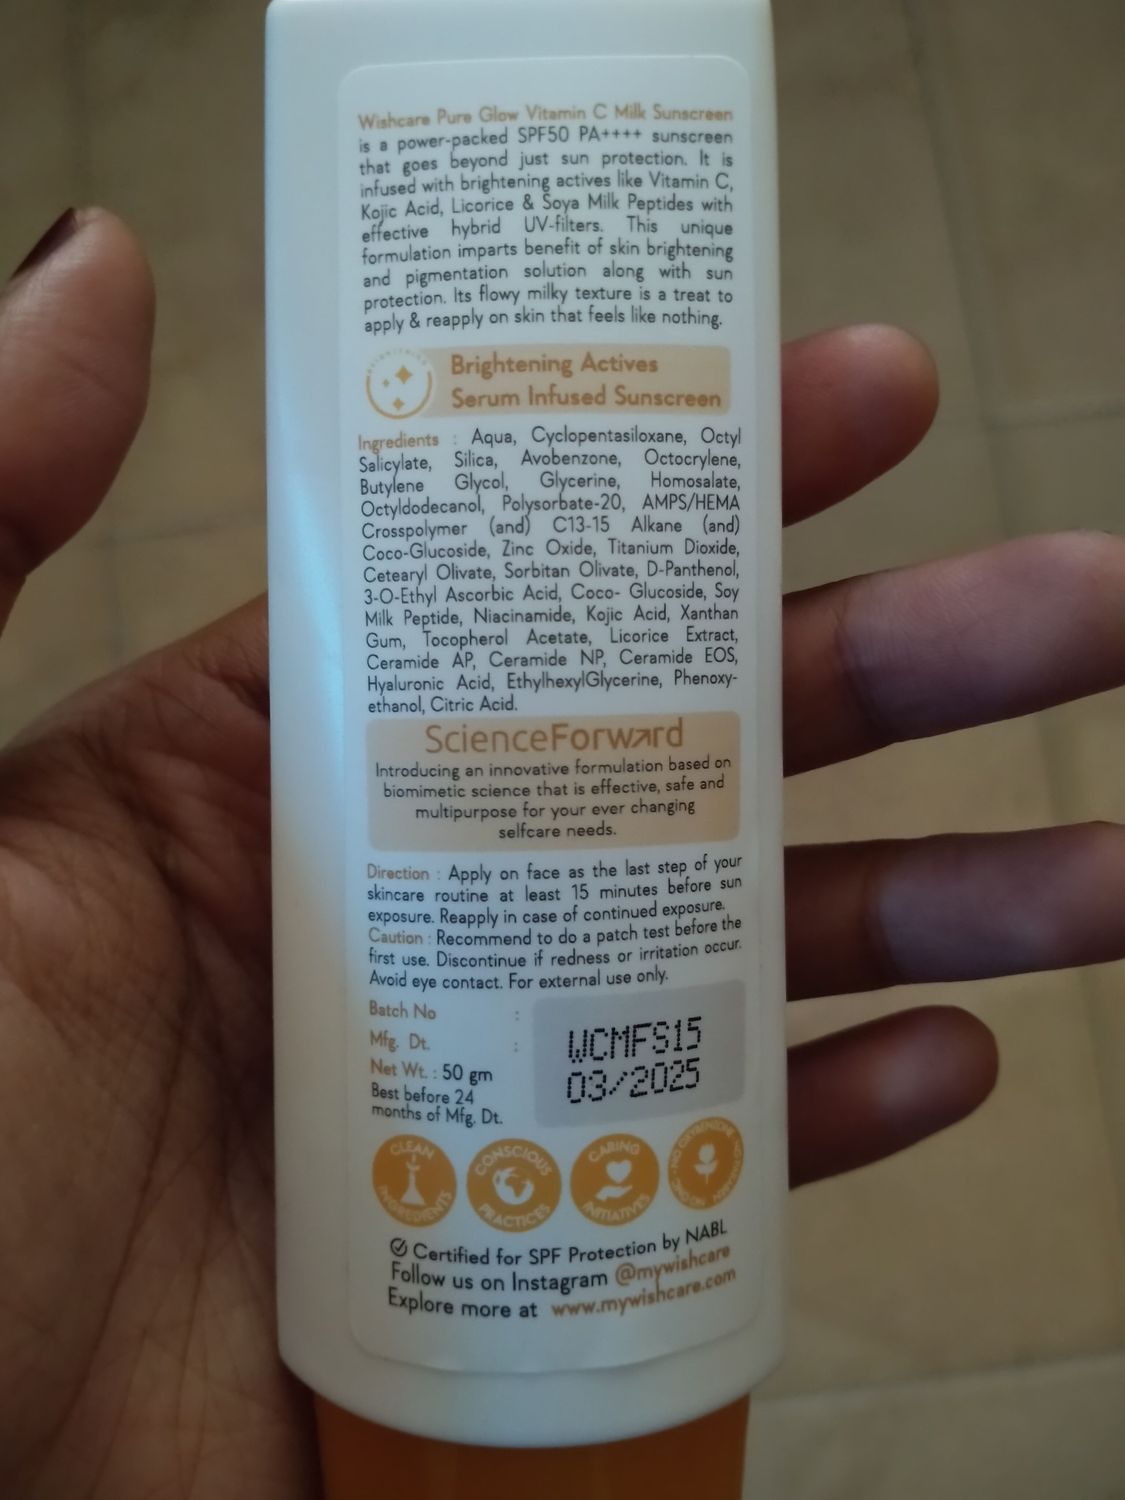 Wishcare Pure Glow Vitamin C Milk Sunscreen
is a power-packed SPF50 PA++++ sunscreen
that goes beyond just sun protection. It is
infused with brightening actives like Vitamin C,
Kojic Acid, Licorice & Soya Milk Peptides with
effective hybrid UV-filters. This unique
formulation imparts benefit of skin brightening
and pigmentation solution along with sun
protection. Its flowy milky texture is a treat to
apply & reapply on skin that feels like nothing.
Brightening Actives
Serum Infused Sunscreen
Ingredients : Aqua, Cyclopentasiloxane, Octyl
Salicylate, Silica, Avobenzone, Octocrylene,
Butylene Glycol, Glycerine, Homosalate,
Octyldodecanol, Polysorbate-20, AMPS/HEMA
Crosspolymer (and) C13-15 Alkane (and)
Coco-Glucoside, Zinc Oxide, Titanium Dioxide,
Cetearyl Olivate, Sorbitan Olivate, D-Panthenol,
3-O-Ethyl Ascorbic Acid, Coco- Glucoside, Soy
Milk Peptide, Niacinamide, Kojic Acid, Xanthan
Gum, Tocopherol Acetate, Licorice Extract,
Ceramide AP, Ceramide NP, Ceramide EOS,
Hyaluronic Acid, EthylhexylGlycerine, Phenoxy-
ethanol, Citric Acid.
ScienceForward
Introducing an innovative formulation based on
biomimetic science that is effective, safe and
multipurpose for your ever changing
selfcare needs.
Direction : Apply on face as the last step of your
skincare routine at least 15 minutes before sun
exposure. Reapply in case of continued exposure.
Caution : Recommend to do a patch test before the
first use. Discontinue if redness or irritation occur.
Avoid eye contact. For external use only.
Batch No :
WCMFS15
Mfg. Dt. :
03/2025
Net Wt. : 50 gm
Best before 24
months of Mfg. Dt.
CLEAN INGREDIENTS
CONSCIOUS PRACTICES
CARING INITIATIVES
NO OXYBENZONE
Certified for SPF Protection by NABL
Follow us on Instagram @mywishcare
Explore more at www.mywishcare.com